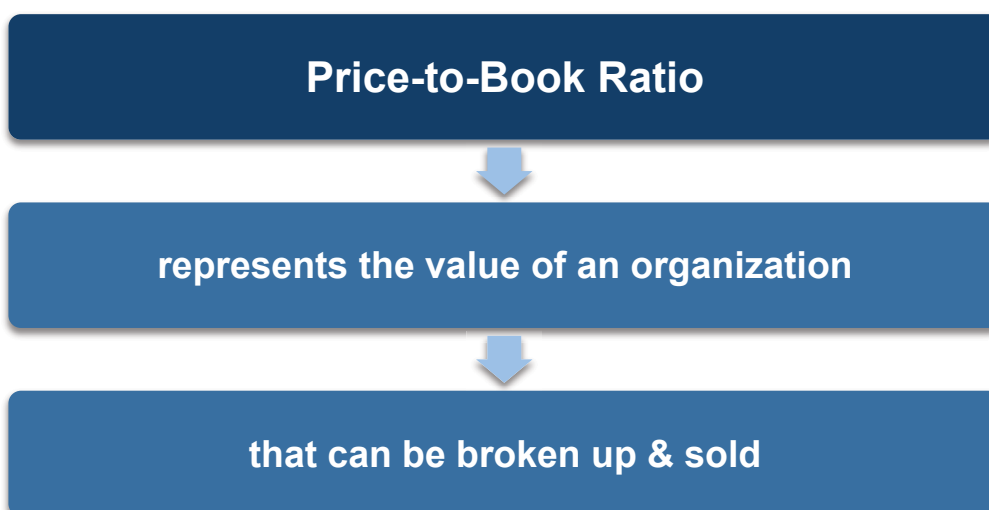 Price-to-Book Ratio
represents the value of an organization
that can be broken up & sold